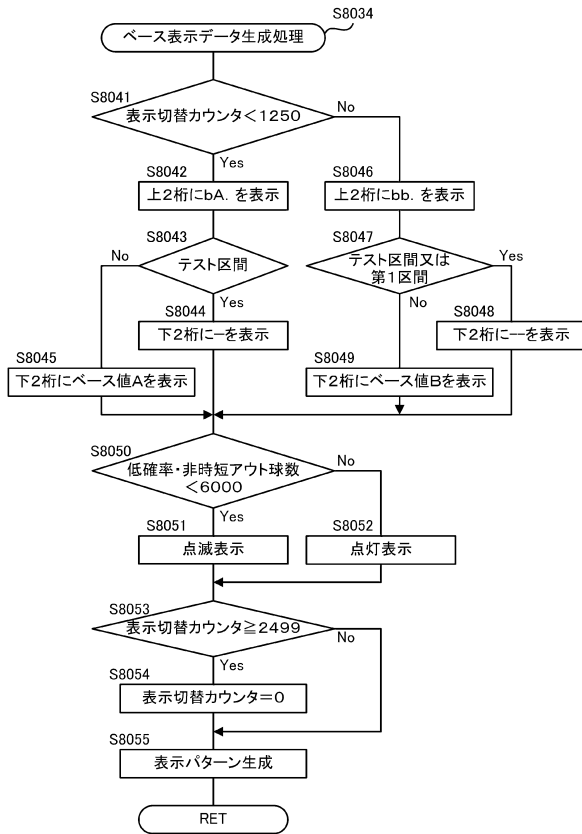 S8034
ベース表示データ生成処理
S8041
表示切替カウンタ<1250
No
Yes
S8042
上2桁にbA. を表示
S8046
上2桁にbb. を表示
S8043
テスト区間
No
Yes
S8047
テスト区間又は
第1区間
Yes
No
S8044
下2桁に–を表示
S8048
下2桁に--を表示
S8045
下2桁にベース値Aを表示
S8049
下2桁にベース値Bを表示
S8050
低確率・非時短アウト球数
<6000
No
Yes
S8051
点滅表示
S8052
点灯表示
S8053
表示切替カウンタ≧2499
No
Yes
S8054
表示切替カウンタ=0
S8055
表示パターン生成
RET